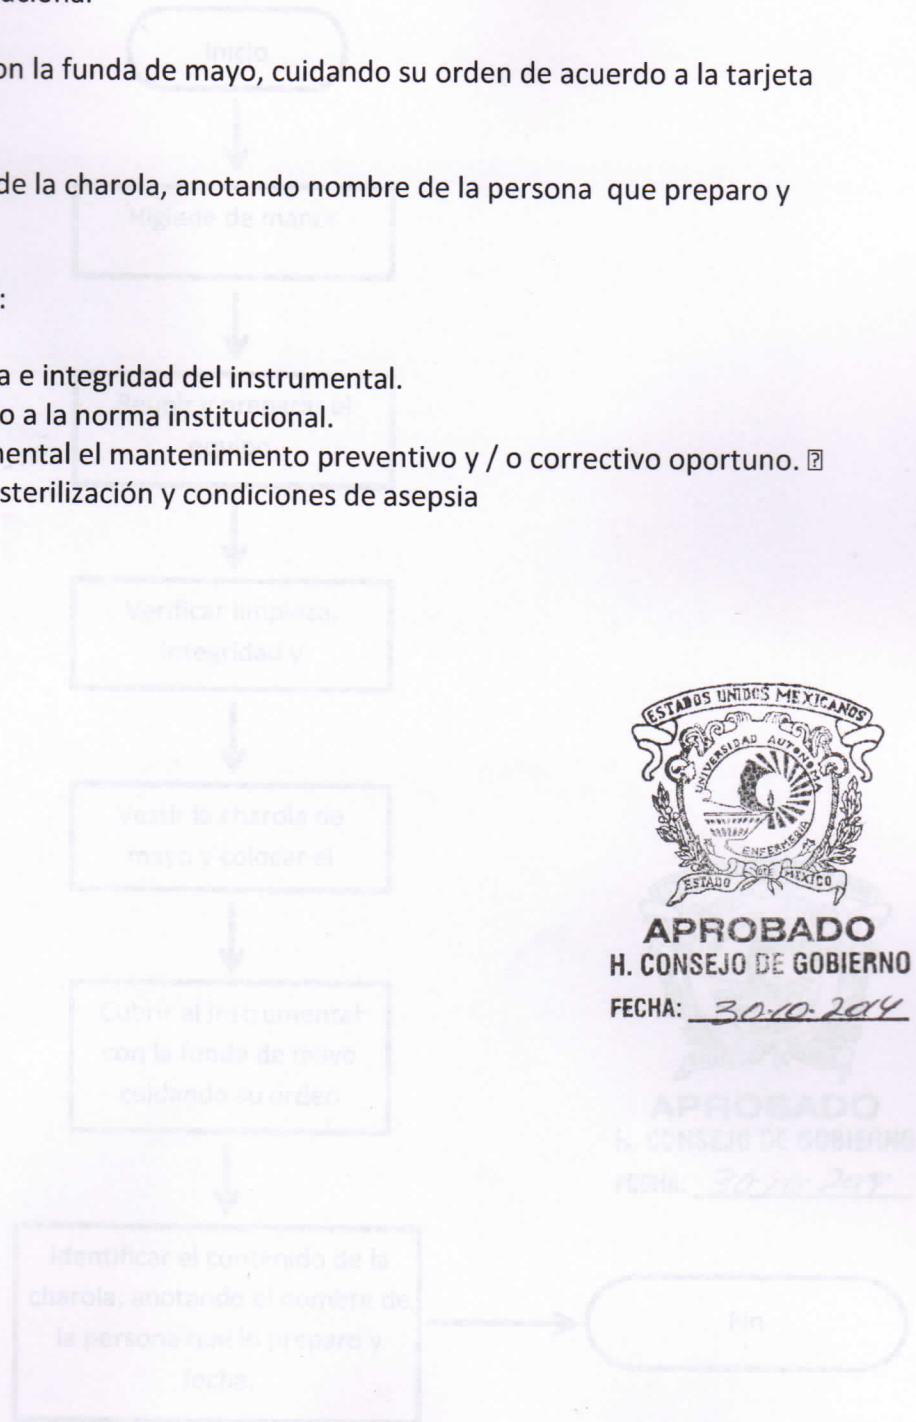 on la funda de mayo, cuidando su orden de acuerdo a la tarjeta
de la charola, anotando nombre de la persona que preparo y
:
a e integridad del instrumental.
o a la norma institucional.
mental el mantenimiento preventivo y / o correctivo oportuno.
sterilización y condiciones de asepsia
Inicio
Higiene de manos
Verificar limpieza,
integridad y
Vestir la charola de
mayo y colocar el
Cubrir al instrumental
con la funda de mayo
cuidando su orden
Identificar el contenido de la
charola, anotando el nombre de
la persona que lo preparo y
fecha.
Fin
ESTADOS UNIDOS MEXICANOS
UNIVERSIDAD AUTONOMA
ENFERMERIA
ESTADO DE MEXICO
APROBADO
H. CONSEJO DE GOBIERNO
FECHA: 30-10-2014
APROBADO
H. CONSEJO DE GOBIERNO
FECHA: